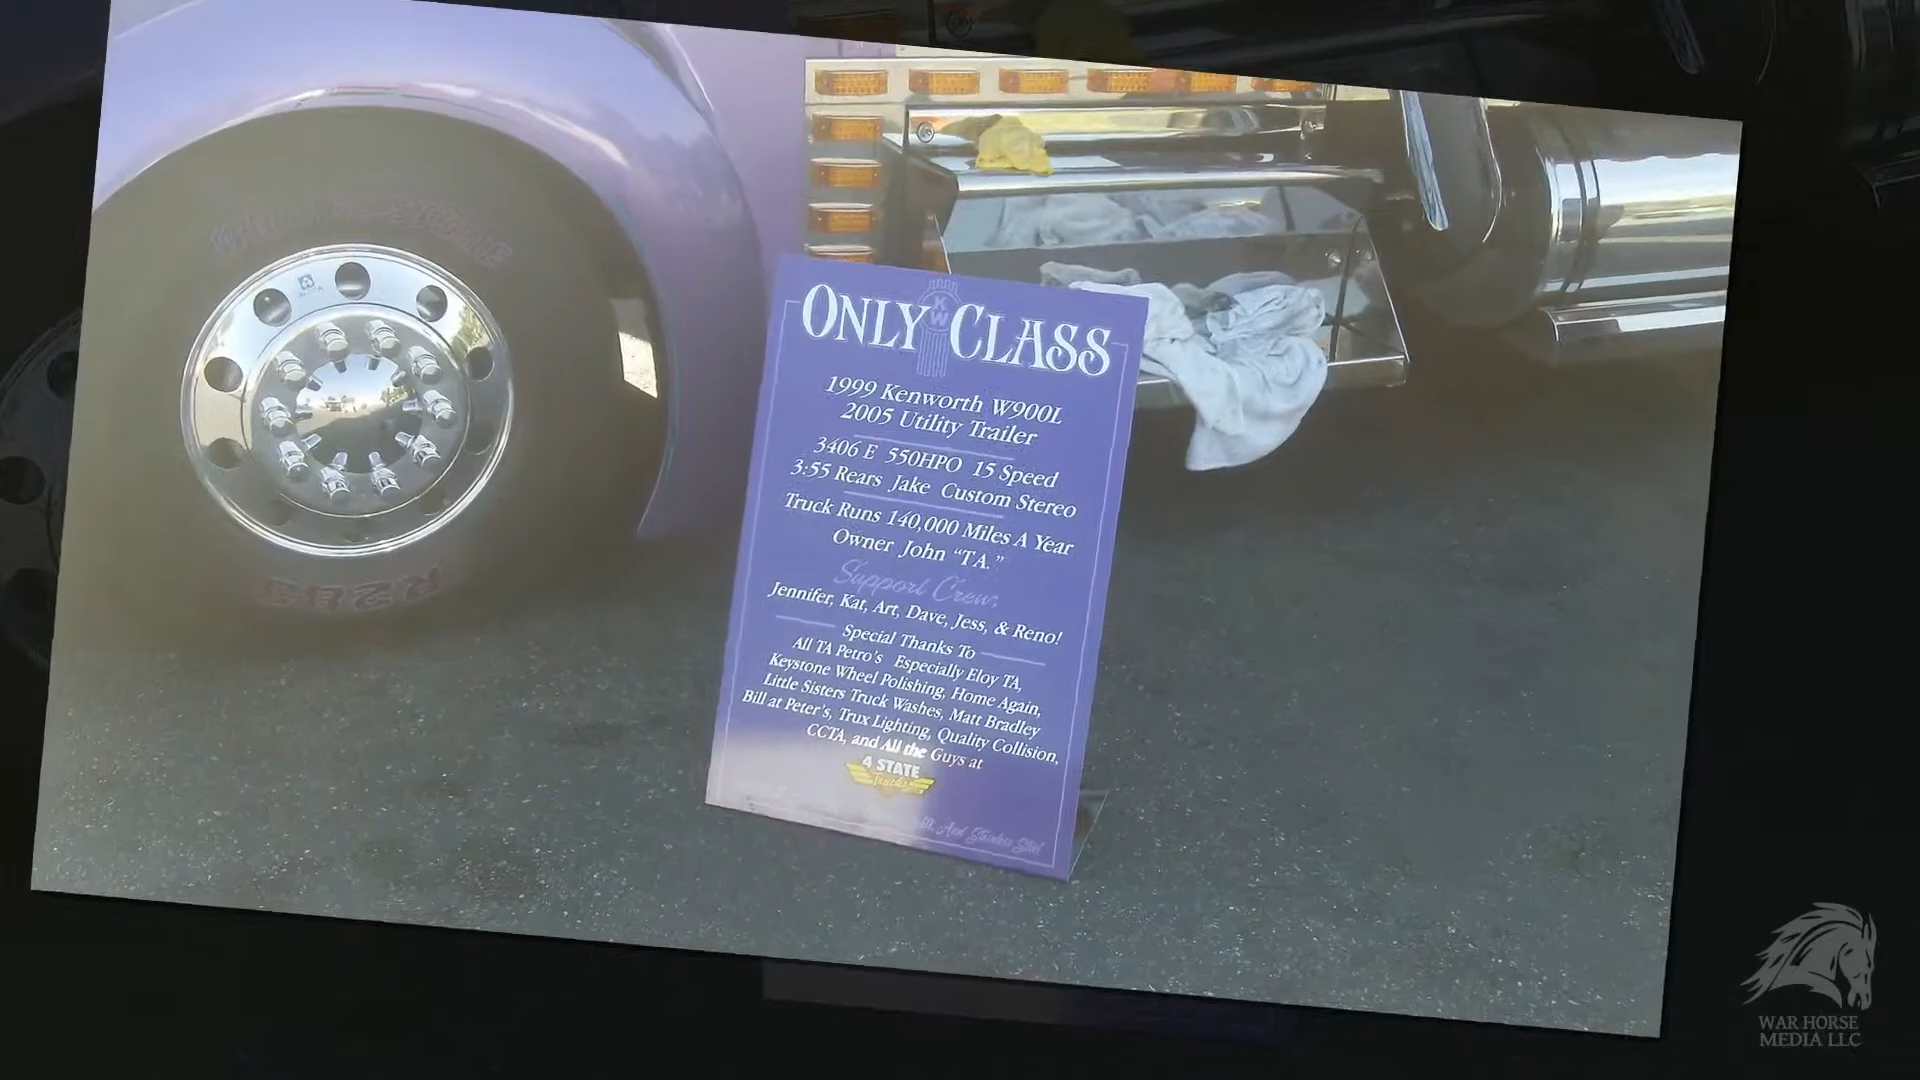 ALCOA
ONLY KW CLASS
1999 Kenworth W900L
2005 Utility Trailer
3406 E 550HPO 15 Speed
3:55 Rears Jake Custom Stereo
Truck Runs 140,000 Miles A Year
Owner John “TA.”
Support Crew:
Jennifer, Kat, Art, Dave, Jess, & Reno!
Special Thanks To
All TA Petro's Especially Eloy TA,
Keystone Wheel Polishing, Home Again,
Little Sisters Truck Washes, Matt Bradley
Bill at Peter's, Trux Lighting, Quality Collision,
CCTA, and All the Guys at
4 STATE
Trucks
And Stainless Steel
WAR HORSE
MEDIA LLC